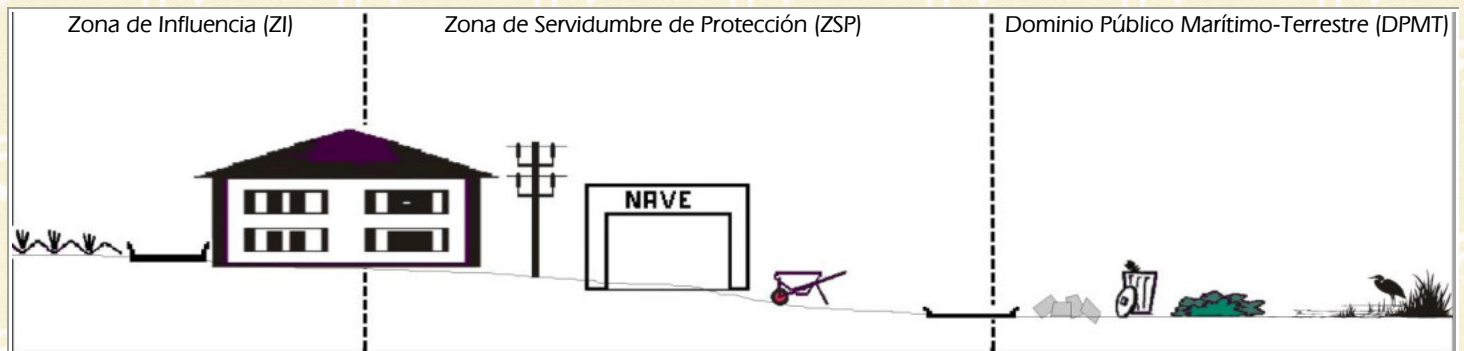 Zona de Influencia (ZI)
Zona de Servidumbre de Protección (ZSP)
Dominio Público Marítimo-Terrestre (DPMT)
NAVE